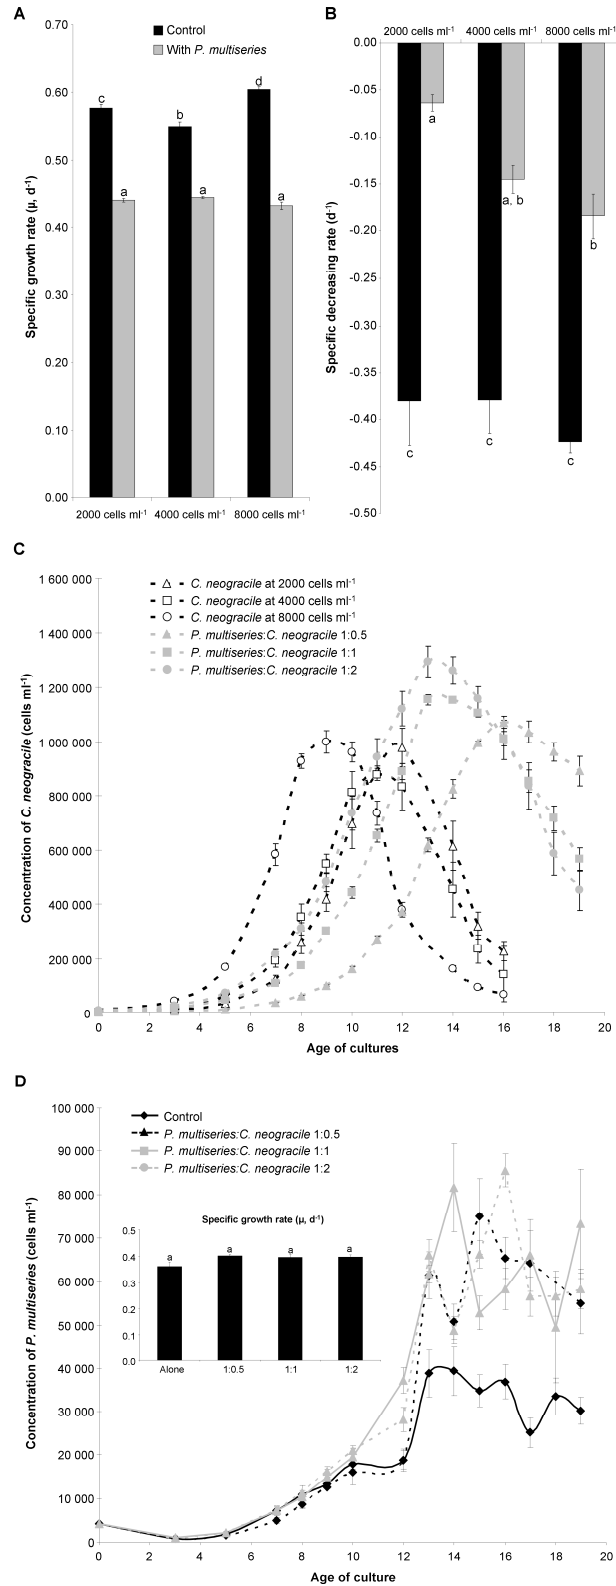 A
0.70
0.60
0.50
0.40
0.30
0.20
0.10
0.00
Specific growth rate (μ, d-1)
Control
With P. multiseries
c
b
d
a
a
a
2000 cells ml-1
4000 cells ml-1
8000 cells ml-1
B
2000 cells ml-1
4000 cells ml-1
8000 cells ml-1
0.00
-0.05
-0.10
-0.15
-0.20
-0.25
-0.30
-0.35
-0.40
-0.45
-0.50
Specific decreasing rate (d-1)
a
a, b
b
c
c
c
C
1 600 000
1 400 000
1 200 000
1 000 000
800 000
600 000
400 000
200 000
0
Concentration of C. neogracile (cells ml-1)
C. neogracile at 2000 cells ml-1
C. neogracile at 4000 cells ml-1
C. neogracile at 8000 cells ml-1
P. multiseries:C. neogracile 1:0.5
P. multiseries:C. neogracile 1:1
P. multiseries:C. neogracile 1:2
0 2 4 6 8 10 12 14 16 18 20
Age of cultures
D
100 000
90 000
80 000
70 000
60 000
50 000
40 000
30 000
20 000
10 000
0
Concentration of P. multiseries (cells ml-1)
Control
P. multiseries:C. neogracile 1:0.5
P. multiseries:C. neogracile 1:1
P. multiseries:C. neogracile 1:2
Specific growth rate (μ, d-1)
0.5
0.4
0.3
0.2
0.1
0.0
a
a
a
a
Alone 1:0.5 1:1 1:2
0 2 4 6 8 10 12 14 16 18 20
Age of culture